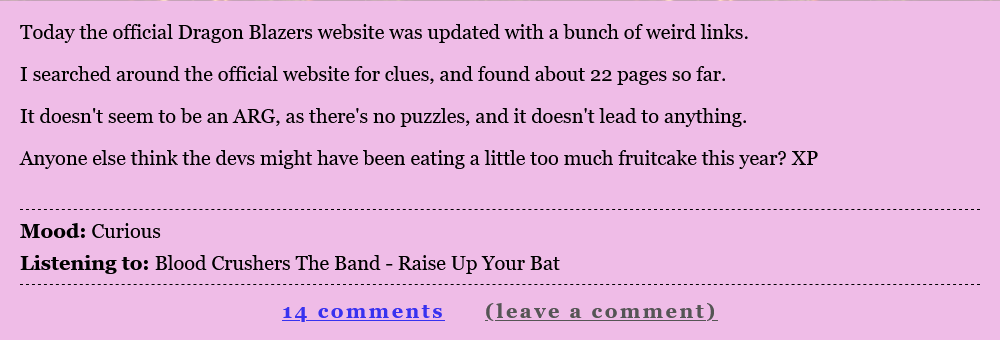 Today the official Dragon Blazers website was updated with a bunch of weird links.
I searched around the official website for clues, and found about 22 pages so far.
It doesn't seem to be an ARG, as there's no puzzles, and it doesn't lead to anything.
Anyone else think the devs might have been eating a little too much fruitcake this year? XP
Mood: Curious
Listening to: Blood Crushers The Band - Raise Up Your Bat
14 comments (leave a comment)